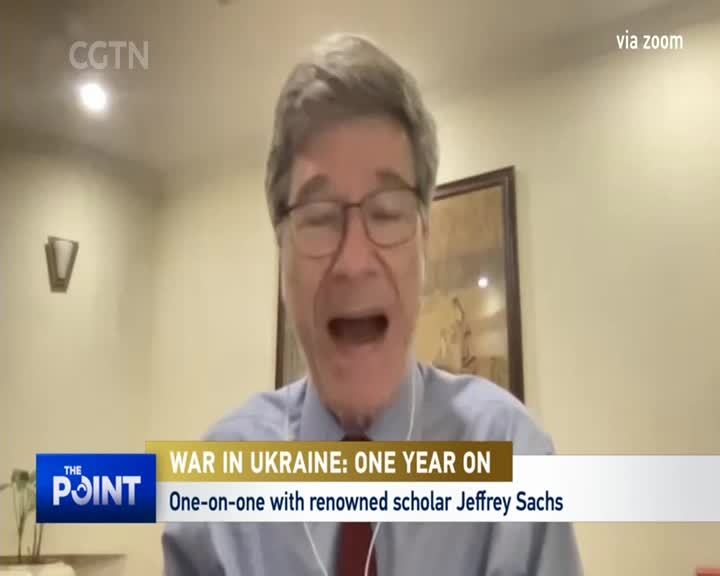 CGTN
via zoom
WAR IN UKRAINE: ONE YEAR ON
THE
POINT
One-on-one with renowned scholar Jeffrey Sachs